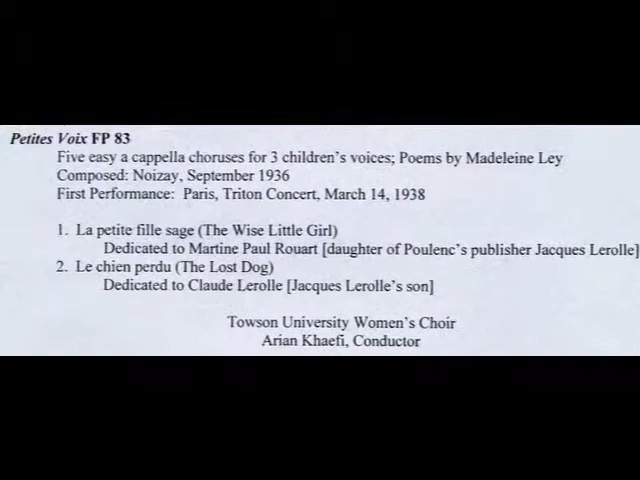 Petites Voix FP 83
Five easy a cappella choruses for 3 children's voices; Poems by Madeleine Ley
Composed: Noizay, September 1936
First Performance: Paris, Triton Concert, March 14, 1938
1. La petite fille sage (The Wise Little Girl)
Dedicated to Martine Paul Rouart [daughter of Poulenc's publisher Jacques Lerolle]
2. Le chien perdu (The Lost Dog)
Dedicated to Claude Lerolle [Jacques Lerolle's son]
Towson University Women's Choir
Arian Khaefi, Conductor